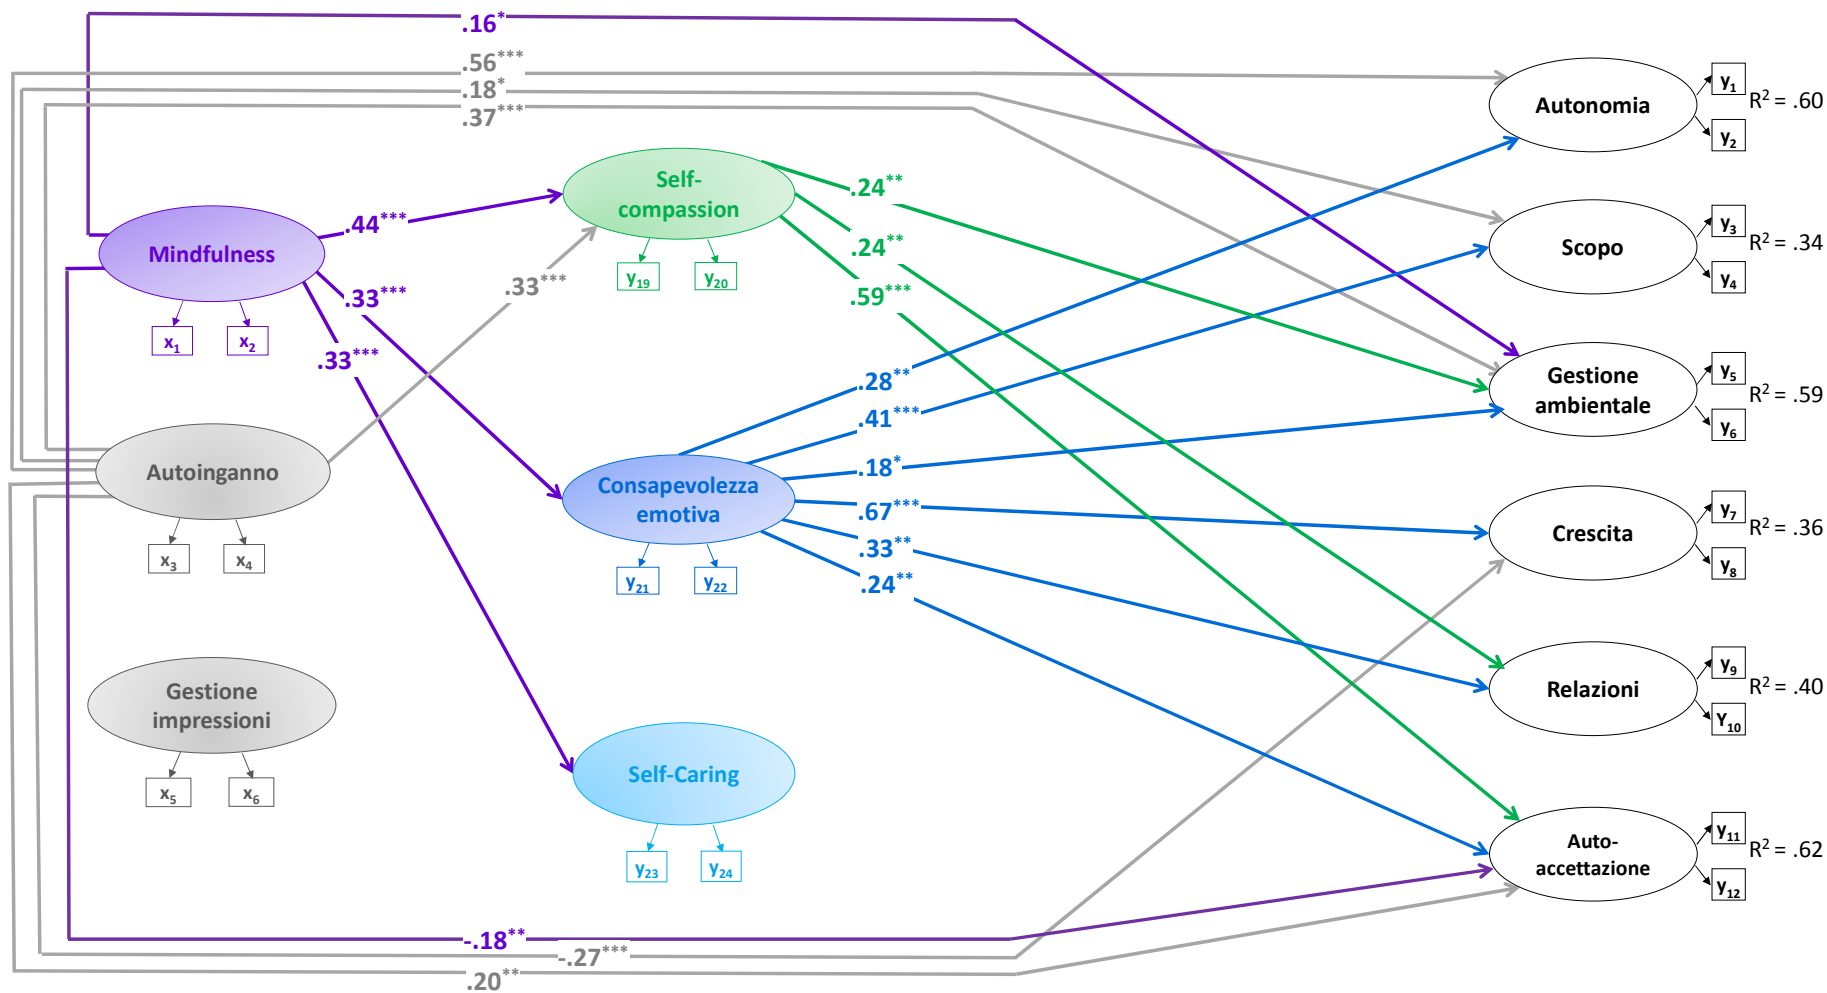 .16*
.56***
.18*
.37***
Autonomia
y1
y2
R2 = .60
Self-
compassion
y19
y20
.24**
.24**
.59***
Mindfulness
x1
x2
.44***
.33***
.33***
.33***
Scopo
y3
y4
R2 = .34
Gestione
ambientale
y5
y6
R2 = .59
.28**
.41***
.18*
.67***
.33**
.24**
Autoinganno
x3
x4
Consapevolezza
emotiva
y21
y22
Crescita
y7
y8
R2 = .36
Gestione
impressioni
x5
x6
Relazioni
y9
Y10
R2 = .40
Self-Caring
y23
y24
Auto-
accettazione
y11
y12
R2 = .62
-.18**
-.27***
.20**